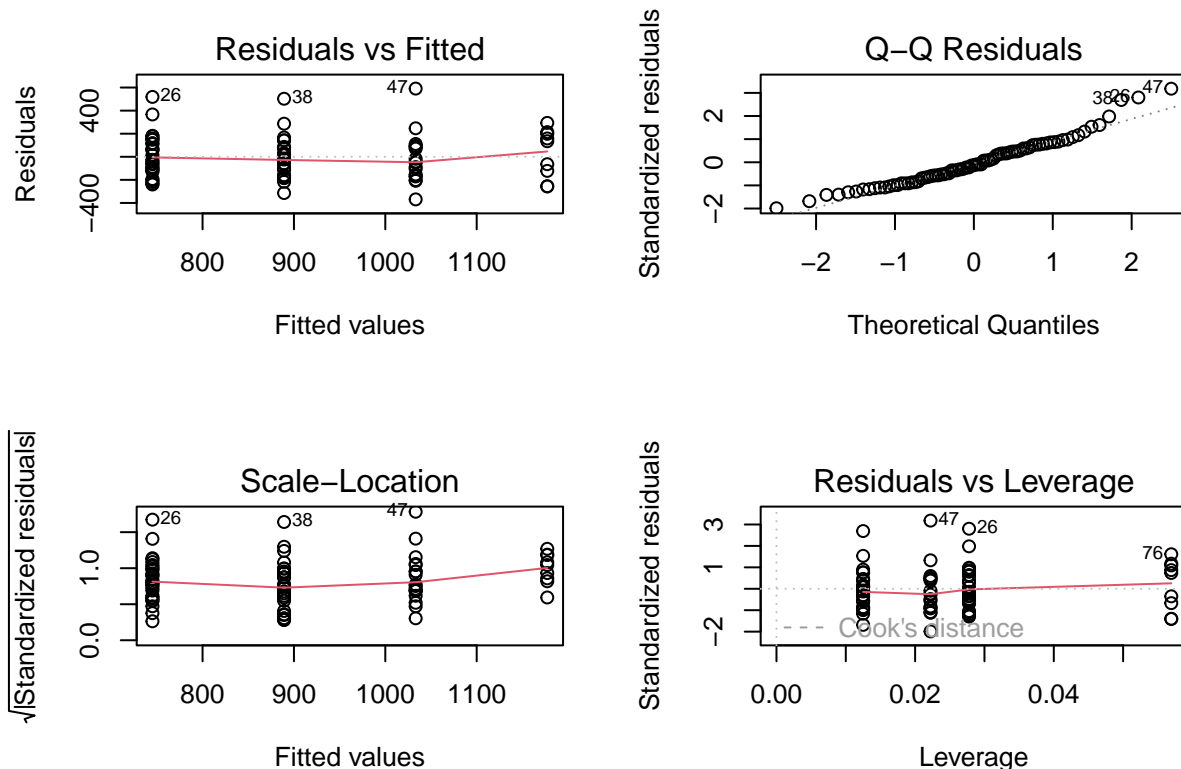 Residuals vs Fitted
Residuals
400
−400
26
38
47
800 900 1000 1100
Fitted values
Q−Q Residuals
Standardized residuals
2
0
−2
38
26
47
−2 −1 0 1 2
Theoretical Quantiles
Scale−Location
√|Standardized residuals|
1.0
0.0
26
38
47
800 900 1000 1100
Fitted values
Residuals vs Leverage
Standardized residuals
3
1
−2
47
26
76
Cook's distance
0.00 0.02 0.04
Leverage